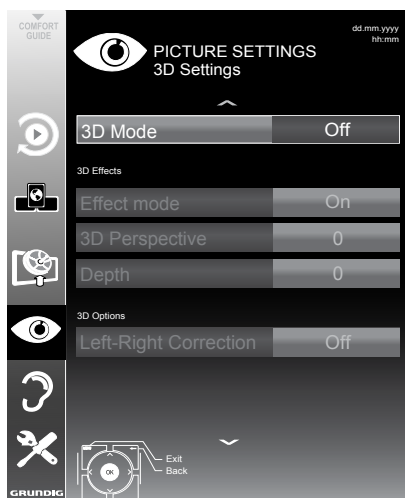 COMFORT
GUIDE
dd.mm.yyyy
hh:mm
PICTURE SETTINGS
3D Settings
3D Mode Off
3D Effects
Effect mode On
3D Perspective 0
Depth 0
3D Options
Left-Right Correction Off
Exit
Back
OK
GRUNDIG